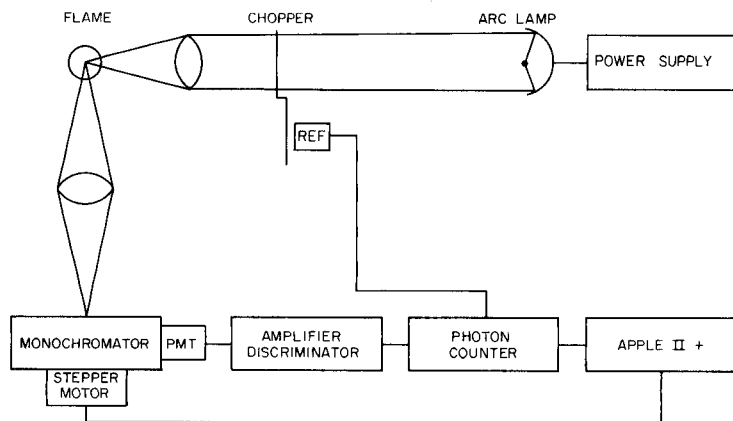 FLAME
CHOPPER
ARC LAMP
POWER SUPPLY
REF
MONOCHROMATOR
PMT
AMPLIFIER
DISCRIMINATOR
PHOTON
COUNTER
APPLE II +
STEPPER
MOTOR